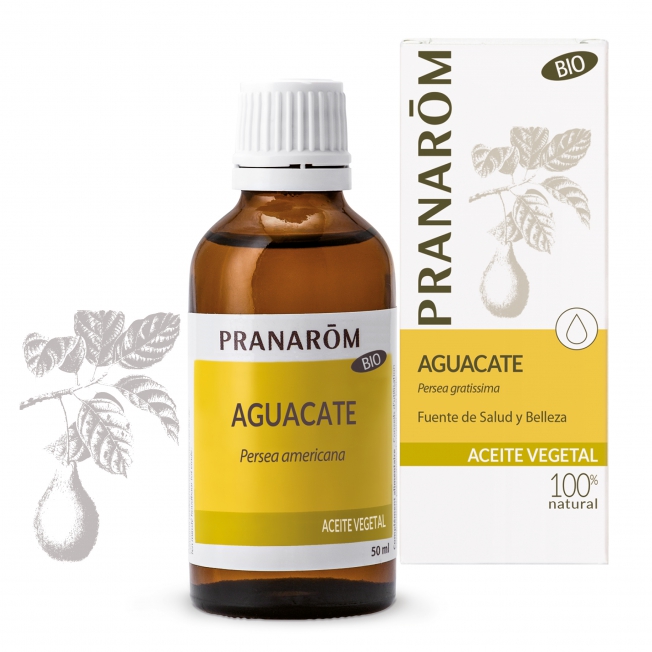 PRANARŌM
BIO
AGUACATE
Persea americana
ACEITE VEGETAL
50 ml
BIO
PRANARŌM
AGUACATE
Persea gratissima
Fuente de Salud y Belleza
ACEITE VEGETAL
100%
natural